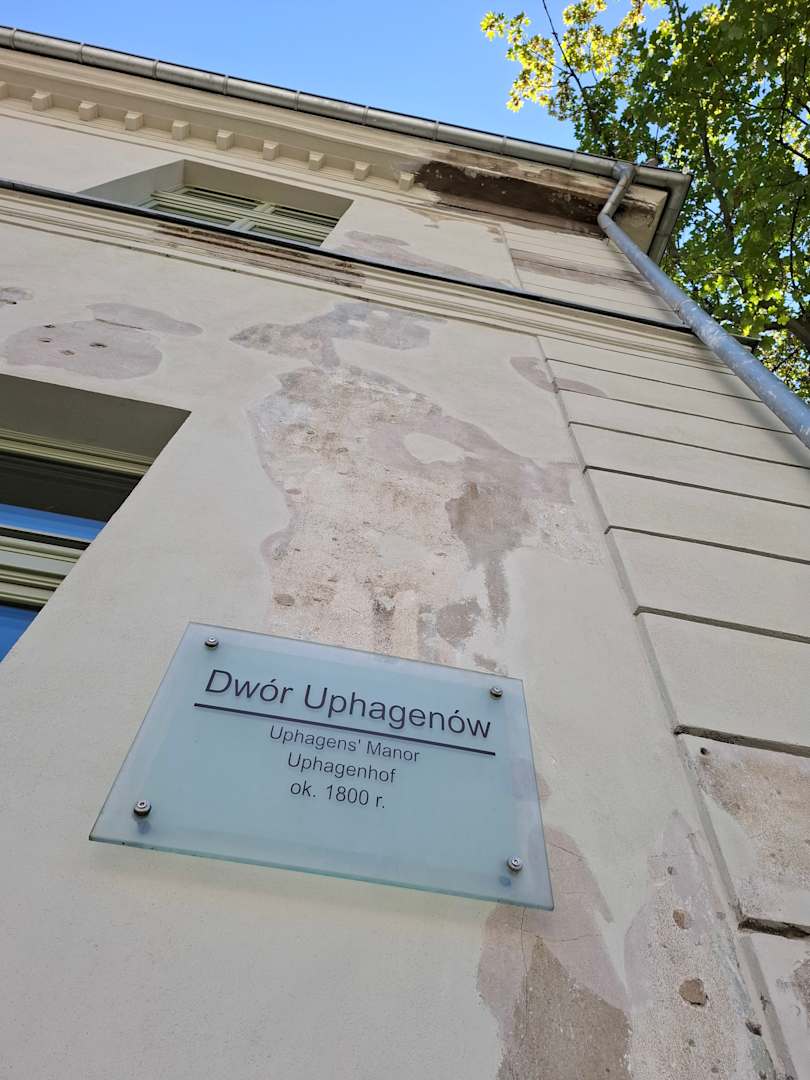 Dwór Uphagenów
Uphagens' Manor
Uphagenhof
ok. 1800 r.